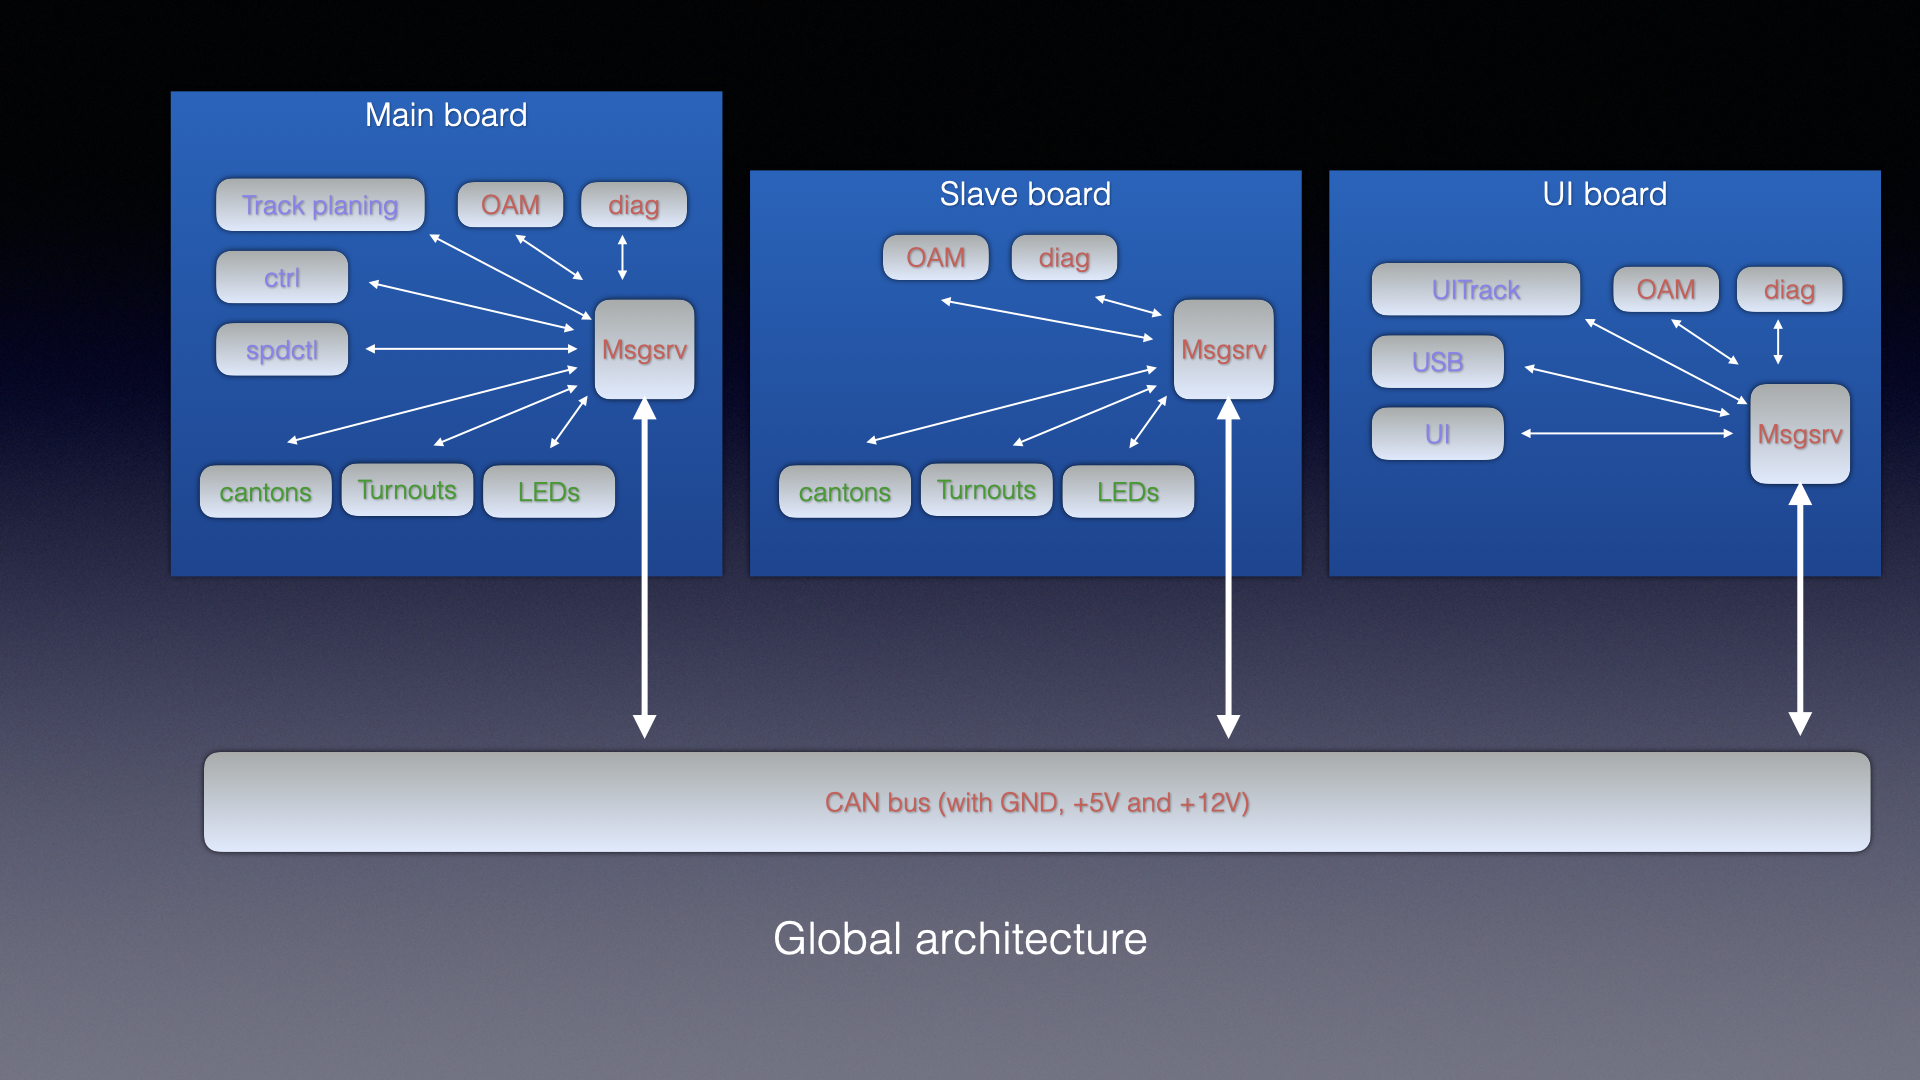 Main board
Track planing
OAM
diag
ctrl
spdctl
Msgsrv
cantons
Turnouts
LEDs
Slave board
OAM
diag
Msgsrv
cantons
Turnouts
LEDs
UI board
UITrack
OAM
diag
USB
UI
Msgsrv
CAN bus (with GND, +5V and +12V)
Global architecture